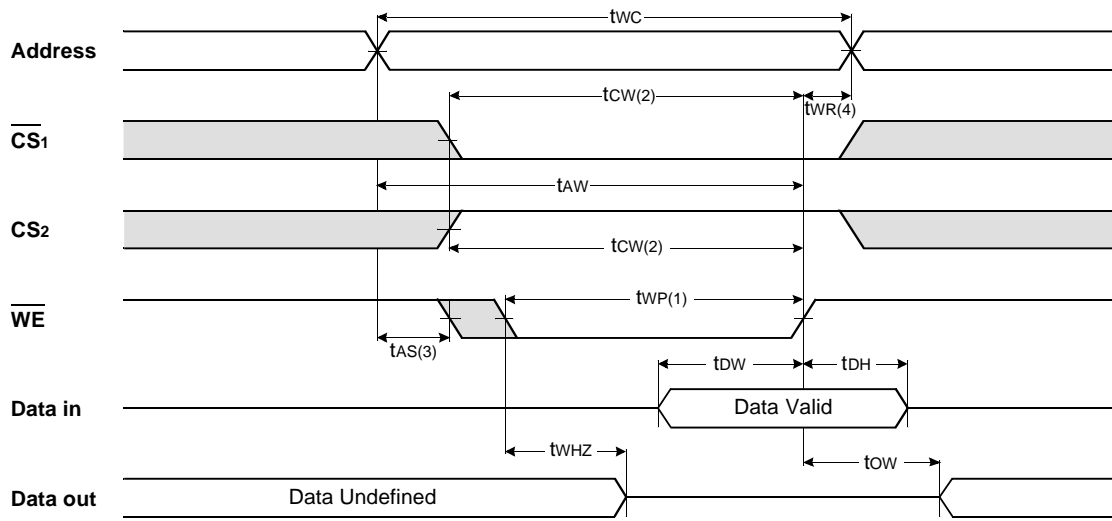 tWC
Address
tCW(2)
tWR(4)
CS1
tAW
CS2
tCW(2)
WE
tWP(1)
tAS(3)
tDW
tDH
Data in
Data Valid
tWHZ
tOW
Data out
Data Undefined